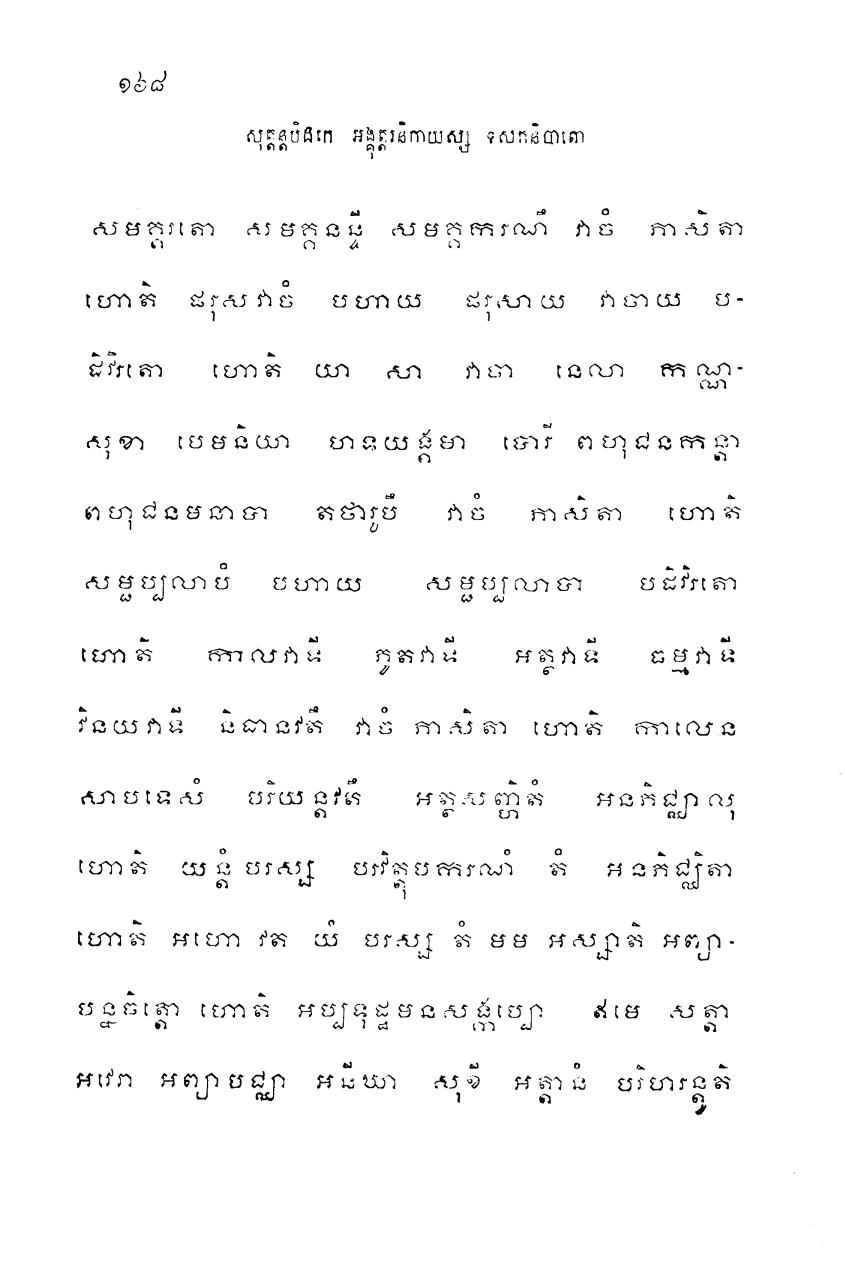 ១៦៨
សុត្តន្តបិដកេ អង្គុត្តរនិកាយស្ស ទសកនិបាតោ
សមគ្គរតោ សមគ្គនន្ទឹ សមគ្គករណឹ វាចំ ភាសិតា
ហោតិ ផរុសវាចំ បហាយ ផរុសាយ វាចាយ ប-
ដិវិរតោ ហោតិ យា សា វាចា នេលា កណ្ណ-
សុខា បេមនិយា ហទយង្គមា បោរី ពហុជនកន្តា
ពហុជនមនាបា តថារូបឹ វាចំ ភាសិតា ហោតិ
សម្ផប្បលាបំ បហាយ សម្ផប្បលាបា បដិវិរតោ
ហោតិ កាលវាទី ភូតវាទី អត្ថវាទី ធម្មវាទី
វិនយវាទី និធានវតឹ វាចំ ភាសិតា ហោតិ កាលេន
សាបទេសំ បរិយន្តវតឹ អត្ថសញ្ហិតំ អនភិជ្ឈាលុ
ហោតិ យន្តំ បរស្ស បរវិត្តុបករណំ តំ អនភិជ្ឈិតា
ហោតិ អហោ វត យំ បរស្ស តំ មម អស្សាតិ អព្យា-
បន្នចិត្តោ ហោតិ អប្បទុដ្ឋមនសង្កប្បោ ឥមេ សត្តា
អវេរា អព្យាបជ្ឈា អនីឃា សុខី អត្តានំ បរិហរន្តូតិ